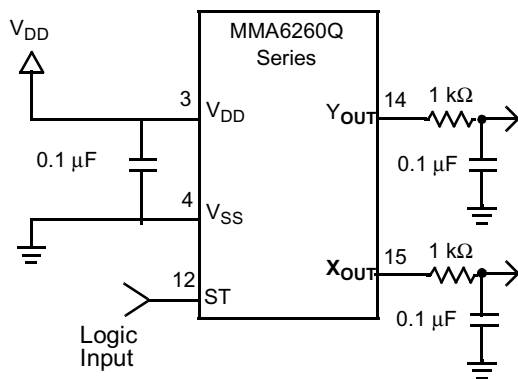 V_DD
MMA6260Q
Series
3
V_DD
Y_OUT
14
1 kΩ
0.1 μF
0.1 μF
4
V_SS
15
1 kΩ
X_OUT
12
ST
0.1 μF
Logic
Input